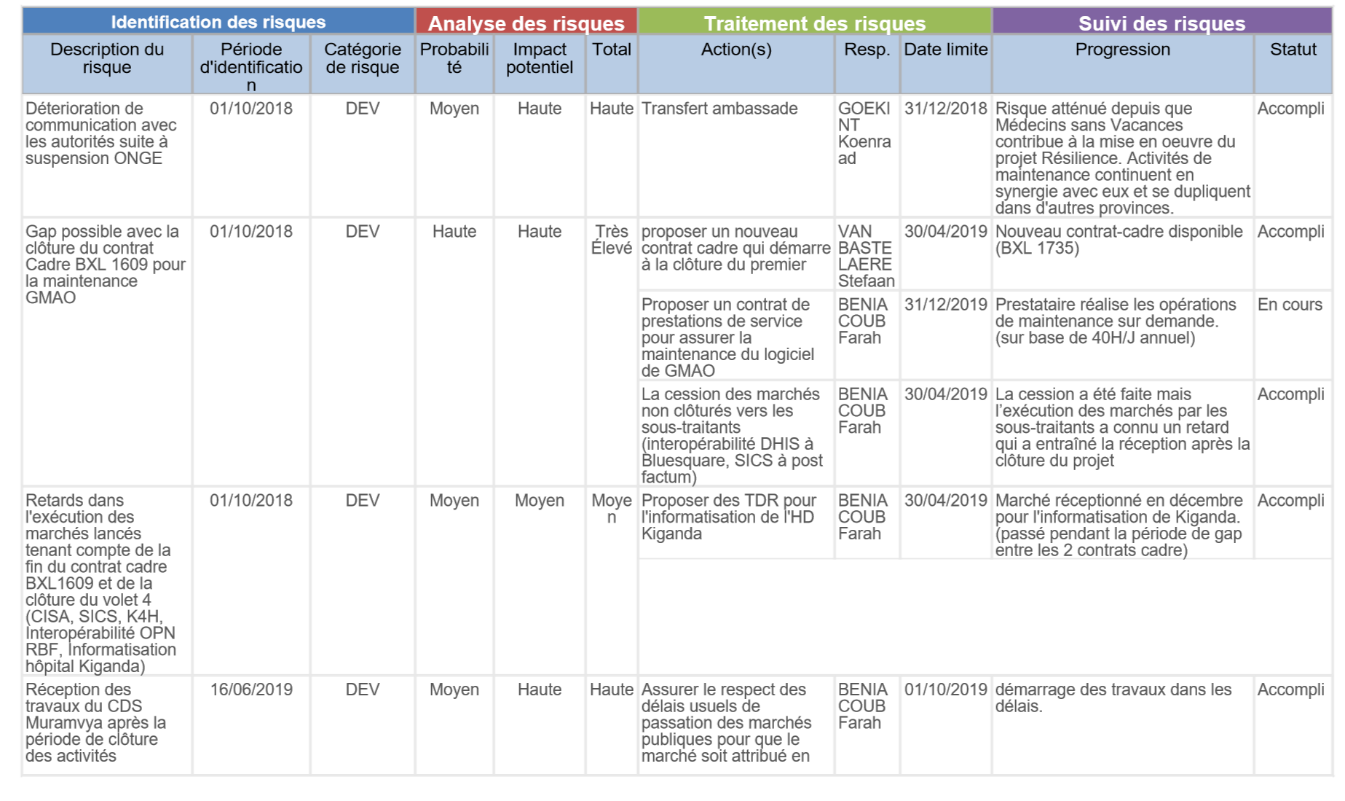 Identification des risques
Analyse des risques
Traitement des risques
Suivi des risques
Description du
risque
Période
d'identificatio
n
Catégorie
de risque
Probabili
té
Impact
potentiel
Total
Action(s)
Resp.
Date limite
Progression
Statut
Déterioration de
communication avec
les autorités suite à
suspension ONGE
01/10/2018
DEV
Moyen
Haute
Haute
Transfert ambassade
GOEKI
NT
Koenra
ad
31/12/2018
Risque atténué depuis que
Médecins sans Vacances
contribue à la mise en oeuvre du
projet Résilience. Activités de
maintenance continuent en
synergie avec eux et se dupliquent
dans d'autres provinces.
Accompli
Gap possible avec la
clôture du contrat
Cadre BXL 1609 pour
la maintenance
GMAO
01/10/2018
DEV
Haute
Haute
Très
Élevé
proposer un nouveau
contrat cadre qui démarre
à la clôture du premier
VAN
BASTE
LAERE
Stefaan
30/04/2019
Nouveau contrat-cadre disponible
(BXL 1735)
Accompli
Proposer un contrat de
prestations de service
pour assurer la
maintenance du logiciel
de GMAO
BENIA
COUB
Farah
31/12/2019
Prestataire réalise les opérations
de maintenance sur demande.
(sur base de 40H/J annuel)
En cours
La cession des marchés
non clôturés vers les
sous-traitants
(interopérabilité DHIS à
Bluesquare, SICS à post
factum)
BENIA
COUB
Farah
30/04/2019
La cession a été faite mais
l’exécution des marchés par les
sous-traitants a connu un retard
qui a entraîné la réception après la
clôture du projet
Accompli
Retards dans
l'exécution des
marchés lancés
tenant compte de la
fin du contrat cadre
BXL1609 et de la
clôture du volet 4
(CISA, SICS, K4H,
Interopérabilité OPN
RBF, Informatisation
hôpital Kiganda)
01/10/2018
DEV
Moyen
Moyen
Moye
n
Proposer des TDR pour
l'informatisation de l'HD
Kiganda
BENIA
COUB
Farah
30/04/2019
Marché réceptionné en décembre
pour l'informatisation de Kiganda.
(passé pendant la période de gap
entre les 2 contrats cadre)
Accompli
Réception des
travaux du CDS
Muramvya après la
période de clôture
des activités
16/06/2019
DEV
Moyen
Haute
Haute
Assurer le respect des
délais usuels de
passation des marchés
publiques pour que le
marché soit attribué en
BENIA
COUB
Farah
01/10/2019
démarrage des travaux dans les
délais.
Accompli